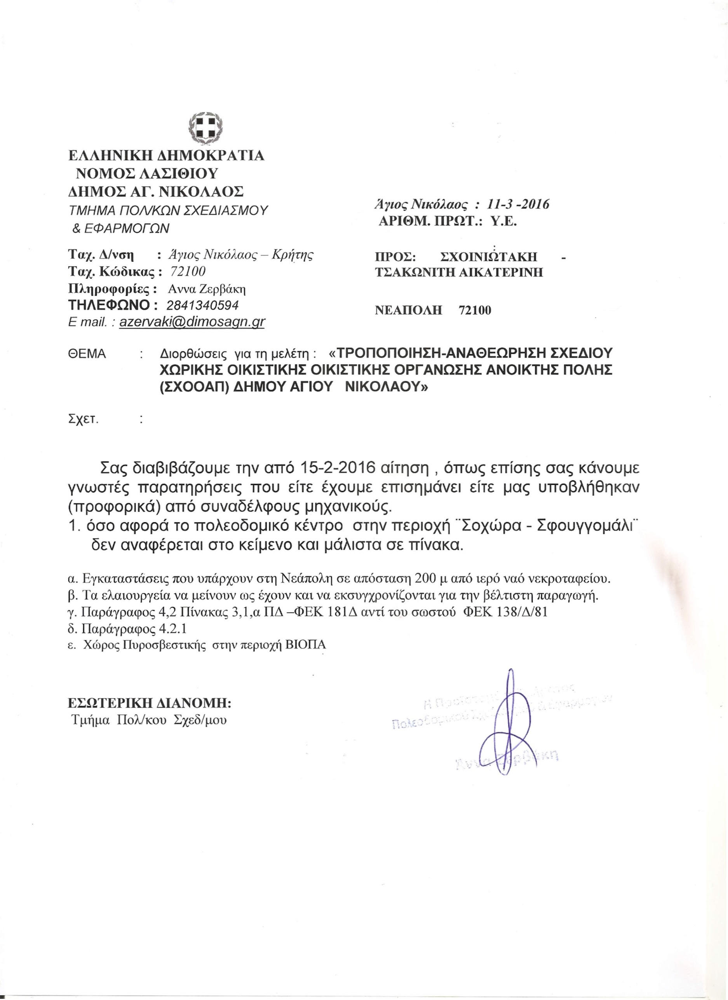 ΕΛΛΗΝΙΚΗ ΔΗΜΟΚΡΑΤΙΑ
ΝΟΜΟΣ ΛΑΣΙΘΙΟΥ
ΔΗΜΟΣ ΑΓ. ΝΙΚΟΛΑΟΣ
ΤΜΗΜΑ ΠΟΛ/ΚΩΝ ΣΧΕΔΙΑΣΜΟΥ
& ΕΦΑΡΜΟΓΩΝ
Άγιος Νικόλαος : 11-3 -2016
ΑΡΙΘΜ. ΠΡΩΤ.: Υ.Ε.
Ταχ. Δ/νση : Άγιος Νικόλαος – Κρήτης
Ταχ. Κώδικας : 72100
Πληροφορίες : Αννα Ζερβάκη
ΤΗΛΕΦΩΝΟ : 2841340594
E mail. : azervaki@dimosagn.gr
ΠΡΟΣ: ΣΧΟΙΝΙΩΤΑΚΗ -
ΤΣΑΚΩΝΙΤΗ ΑΙΚΑΤΕΡΙΝΗ
ΝΕΑΠΟΛΗ 72100
ΘΕΜΑ : Διορθώσεις για τη μελέτη : «ΤΡΟΠΟΠΟΙΗΣΗ-ΑΝΑΘΕΩΡΗΣΗ ΣΧΕΔΙΟΥ
ΧΩΡΙΚΗΣ ΟΙΚΙΣΤΙΚΗΣ ΟΙΚΙΣΤΙΚΗΣ ΟΡΓΑΝΩΣΗΣ ΑΝΟΙΚΤΗΣ ΠΟΛΗΣ
(ΣΧΟΟΑΠ) ΔΗΜΟΥ ΑΓΙΟΥ ΝΙΚΟΛΑΟΥ»
Σχετ. :
Σας διαβιβάζουμε την από 15-2-2016 αίτηση , όπως επίσης σας κάνουμε
γνωστές παρατηρήσεις που είτε έχουμε επισημάνει είτε μας υποβλήθηκαν
(προφορικά) από συναδέλφους μηχανικούς.
1. όσο αφορά το πολεοδομικό κέντρο στην περιοχή ¨Σοχώρα - Σφουγγομάλι¨
δεν αναφέρεται στο κείμενο και μάλιστα σε πίνακα.
α. Εγκαταστάσεις που υπάρχουν στη Νεάπολη σε απόσταση 200 μ από ιερό ναό νεκροταφείου.
β. Τα ελαιουργεία να μείνουν ως έχουν και να εκσυγχρονίζονται για την βέλτιστη παραγωγή.
γ. Παράγραφος 4,2 Πίνακας 3,1,α ΠΔ –ΦΕΚ 181Δ αντί του σωστού ΦΕΚ 138/Δ/81
δ. Παράγραφος 4.2.1
ε. Χώρος Πυροσβεστικής στην περιοχή ΒΙΟΠΑ
ΕΣΩΤΕΡΙΚΗ ΔΙΑΝΟΜΗ:
Τμήμα Πολ/κου Σχεδ/μου
Πολεοδομικού & Εφαρμογών
Άννα Ζερβάκη